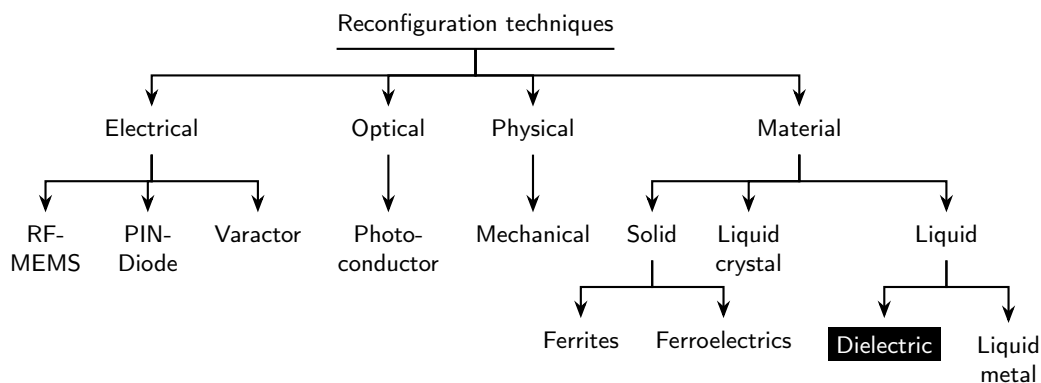 Reconfiguration techniques
Electrical
Optical
Physical
Material
RF-
MEMS
PIN-
Diode
Varactor
Photo-
conductor
Mechanical
Solid
Liquid
crystal
Liquid
Ferrites
Ferroelectrics
Dielectric
Liquid
metal